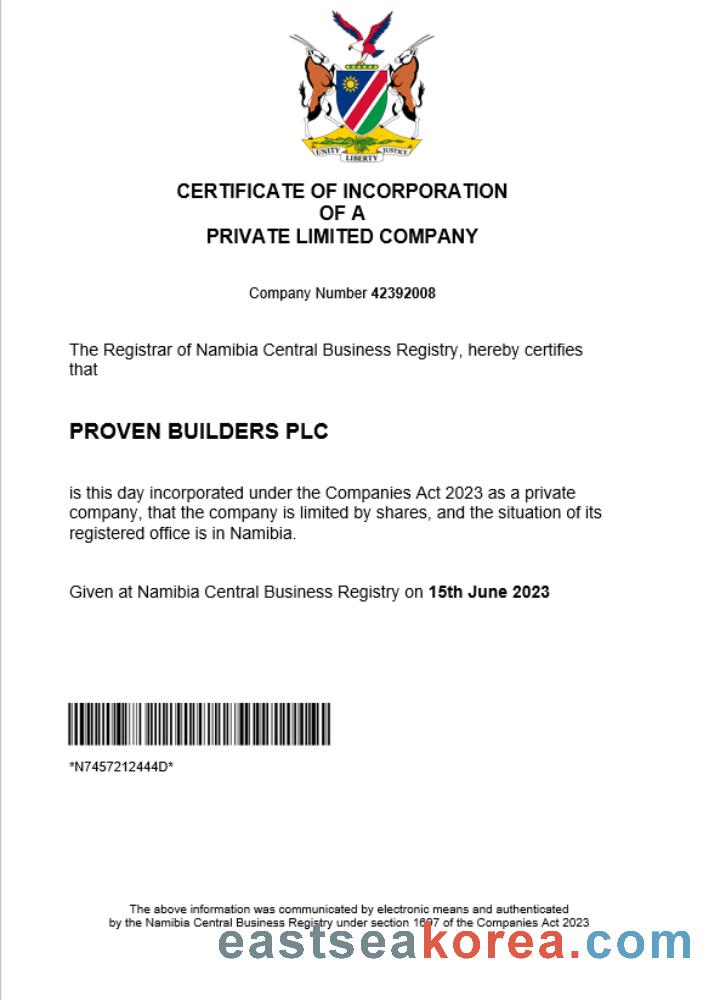 UNITY LIBERTY JUSTICE
CERTIFICATE OF INCORPORATION
OF A
PRIVATE LIMITED COMPANY
Company Number 42392008
The Registrar of Namibia Central Business Registry, hereby certifies
that
PROVEN BUILDERS PLC
is this day incorporated under the Companies Act 2023 as a private
company, that the company is limited by shares, and the situation of its
registered office is in Namibia.
Given at Namibia Central Business Registry on 15th June 2023
*N7457212444D*
The above information was communicated by electronic means and authenticated
by the Namibia Central Business Registry under section of the Companies Act 2023
eastseakorea.com